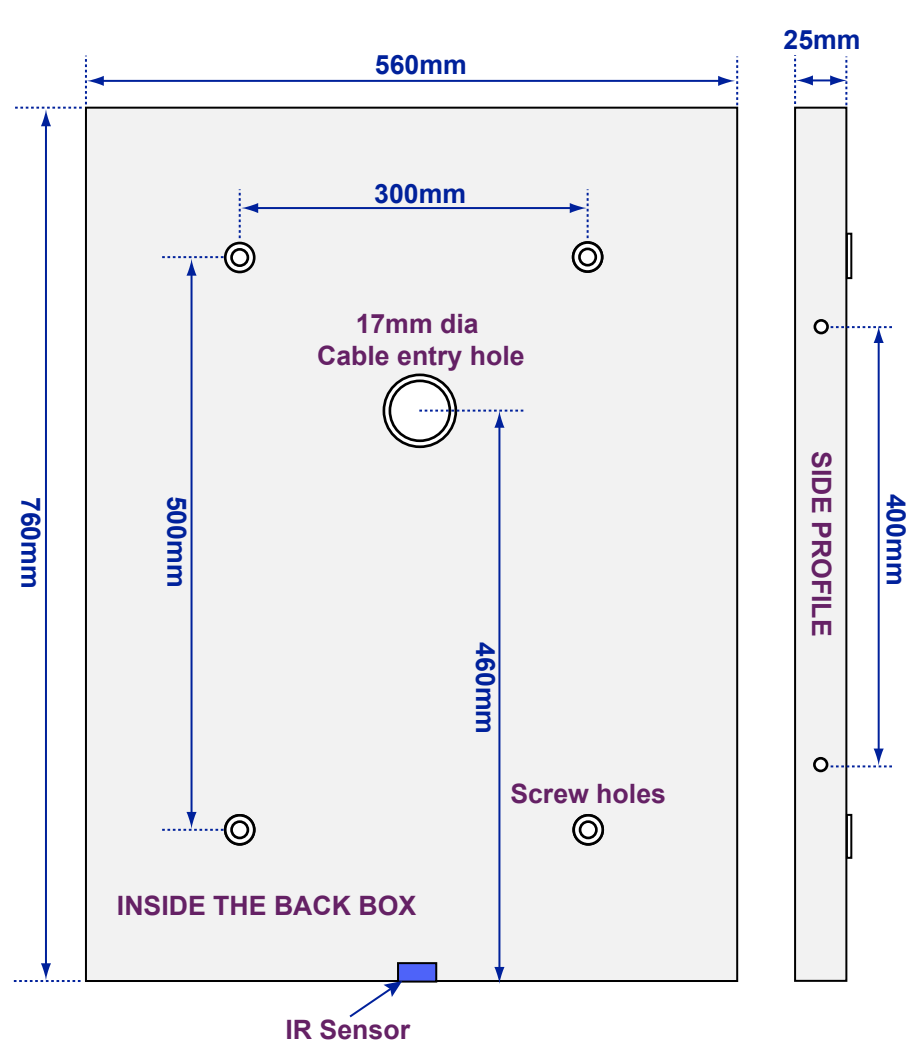 25mm
560mm
300mm
17mm dia
Cable entry hole
760mm
500mm
460mm
SIDE PROFILE
400mm
Screw holes
INSIDE THE BACK BOX
IR Sensor